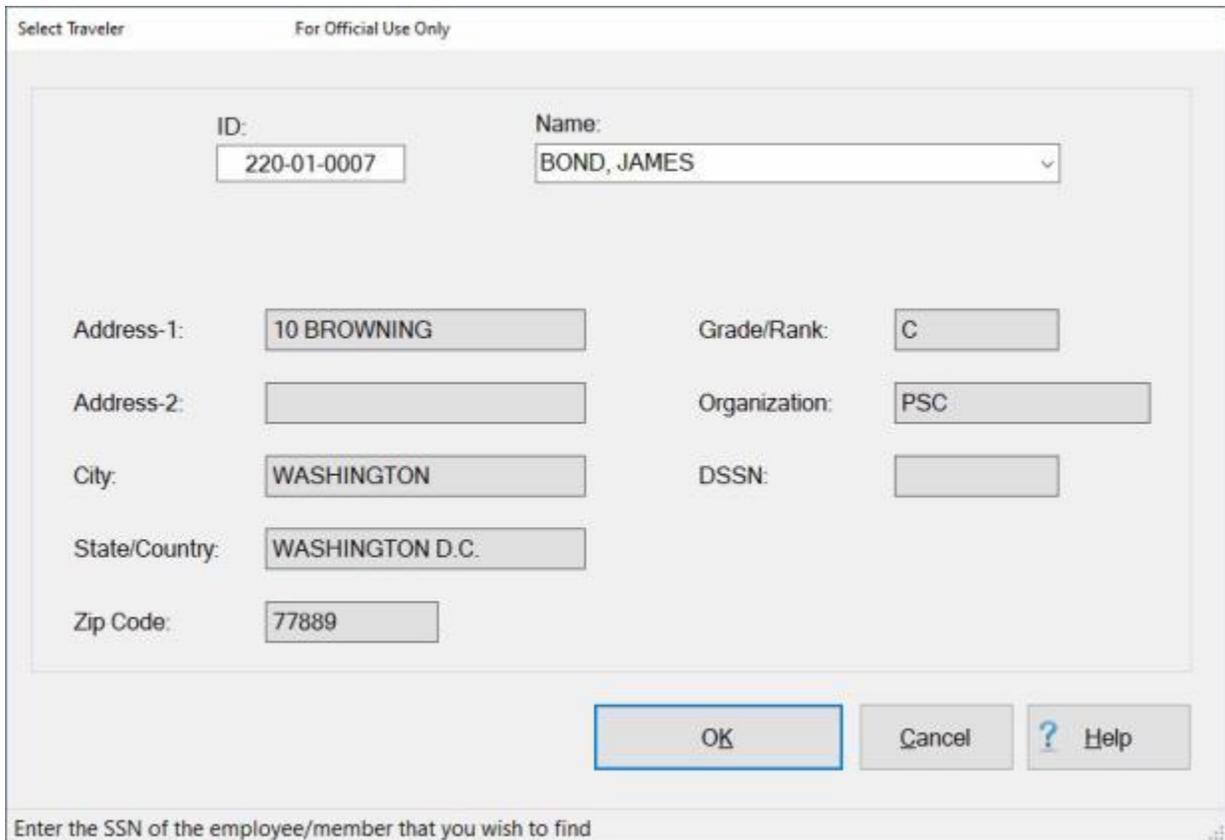 Select Traveler For Official Use Only
ID: Name:
220-01-0007 BOND, JAMES
Address-1: 10 BROWNING Grade/Rank: C
Address-2: Organization: PSC
City: WASHINGTON DSSN:
State/Country: WASHINGTON D.C.
Zip Code: 77889
OK Cancel ? Help
Enter the SSN of the employee/member that you wish to find